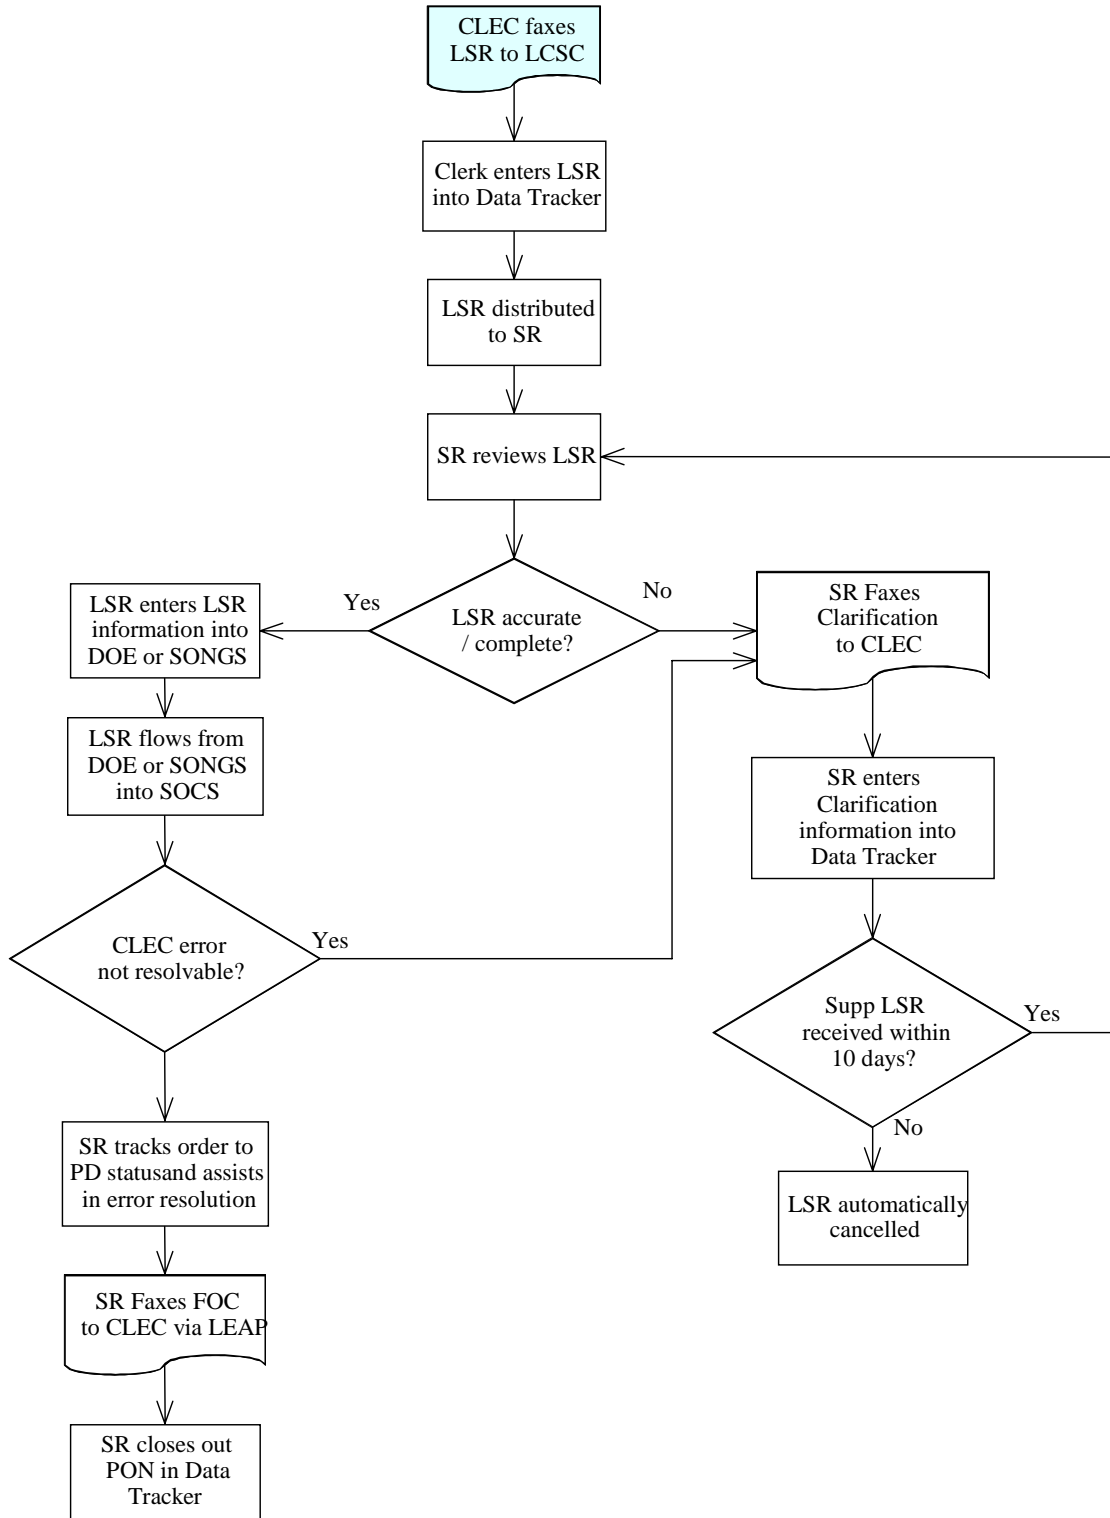 CLEC faxes
LSR to LCSC
Clerk enters LSR
into Data Tracker
LSR distributed
to SR
SR reviews LSR
LSR accurate
/ complete?
Yes
No
LSR enters LSR
information into
DOE or SONGS
SR Faxes
Clarification
to CLEC
LSR flows from
DOE or SONGS
into SOCS
SR enters
Clarification
information into
Data Tracker
CLEC error
not resolvable?
Yes
Supp LSR
received within
10 days?
Yes
No
SR tracks order to
PD statusand assists
in error resolution
LSR automatically
cancelled
SR Faxes FOC
to CLEC via LEAP
SR closes out
PON in Data
Tracker